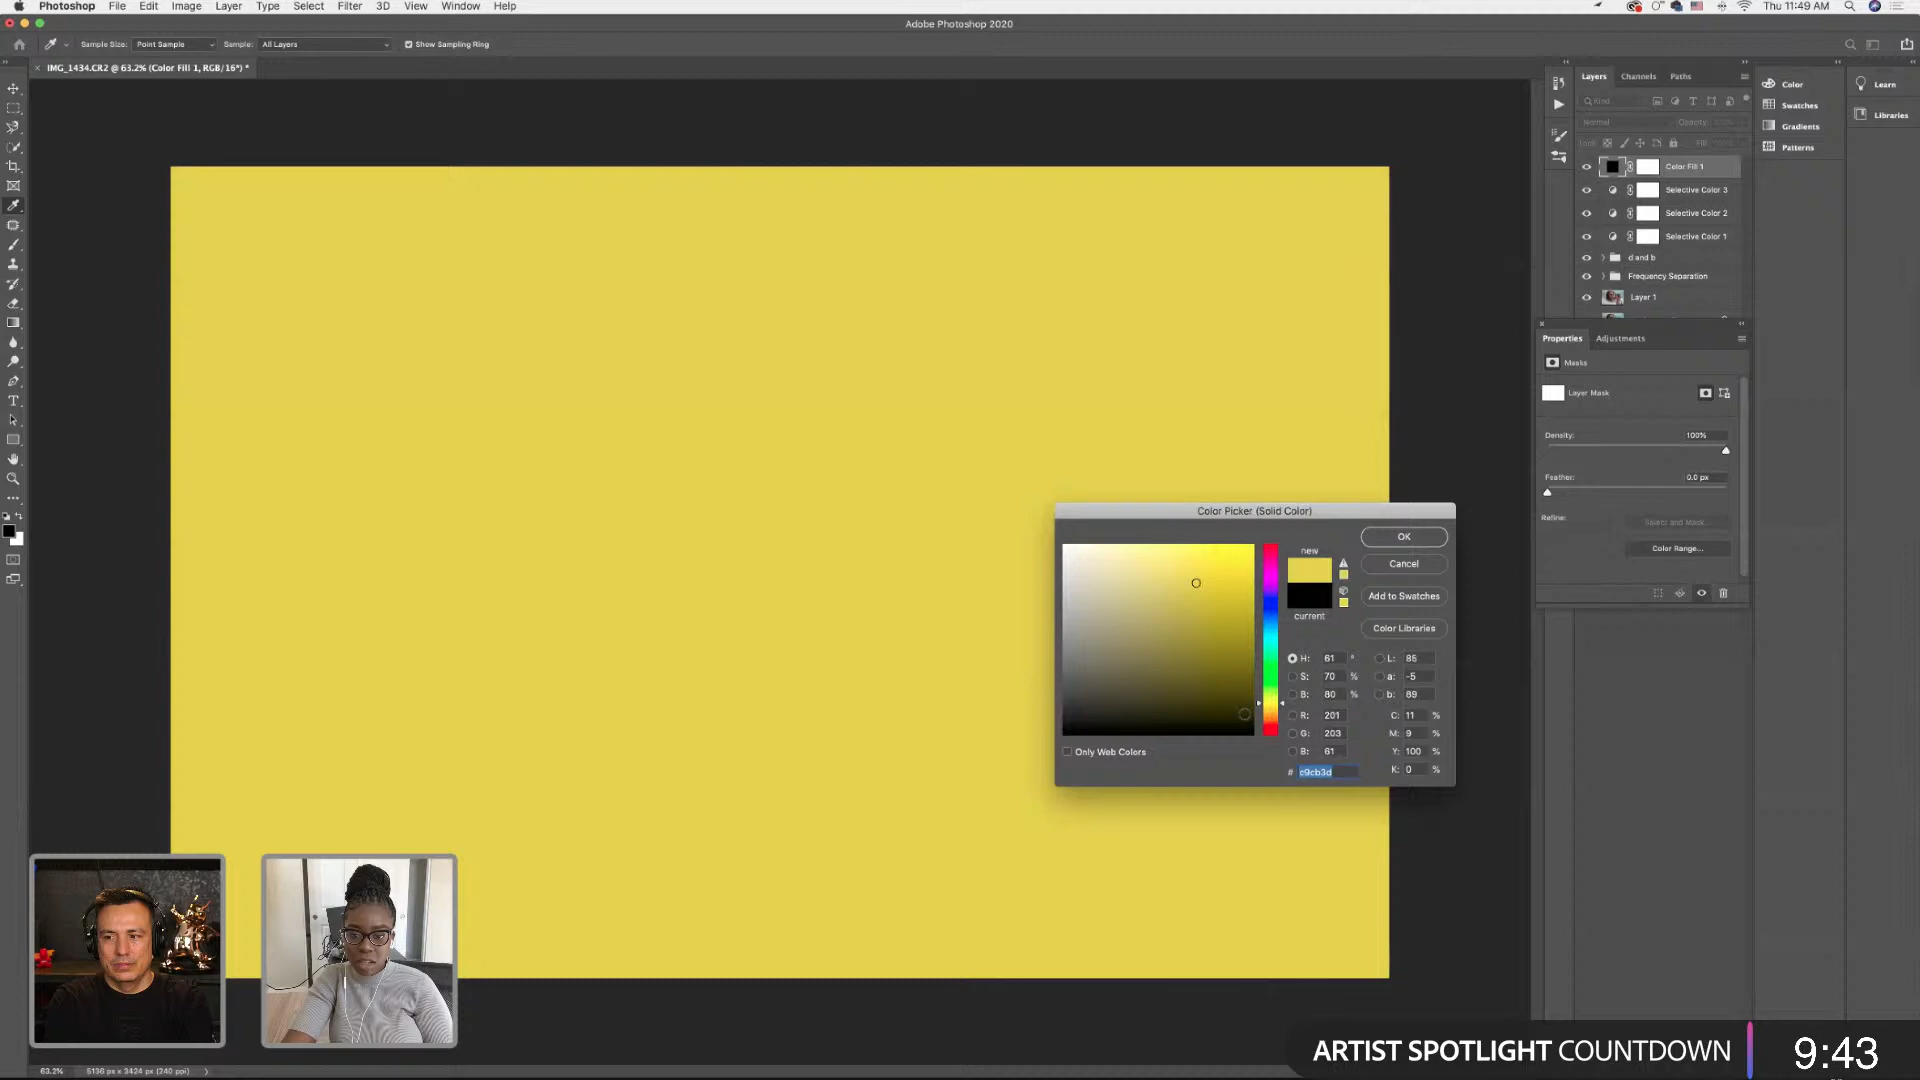 Photoshop File Edit Image Layer Type Select Filter 3D View Window Help
Thu 11:49 AM
Adobe Photoshop 2020
Sample Size: Point Sample Sample: All Layers Show Sampling Ring
IMG_1434.CR2 @ 63.2% (Color Fill 1, RGB/16*) *
Layers Channels Paths
Kind
Normal Opacity:
Lock: Fill:
Color Fill 1
Selective Color 3
Selective Color 2
Selective Color 1
d and b
Frequency Separation
Layer 1
Color
Swatches
Gradients
Patterns
Learn
Libraries
Properties Adjustments
Masks
Layer Mask
Density: 100%
Feather: 0.0 px
Refine: Select and Mask...
Color Range...
Color Picker (Solid Color)
new
current
OK
Cancel
Add to Swatches
Color Libraries
H: 61 ° L: 85
S: 70 % a: -5
B: 80 % b: 89
R: 201 C: 11 %
G: 203 M: 9 %
B: 61 Y: 100 %
# c9cb3d K: 0 %
Only Web Colors
ARTIST SPOTLIGHT COUNTDOWN 9:43
63.2% 5136 px x 3424 px (240 ppi)